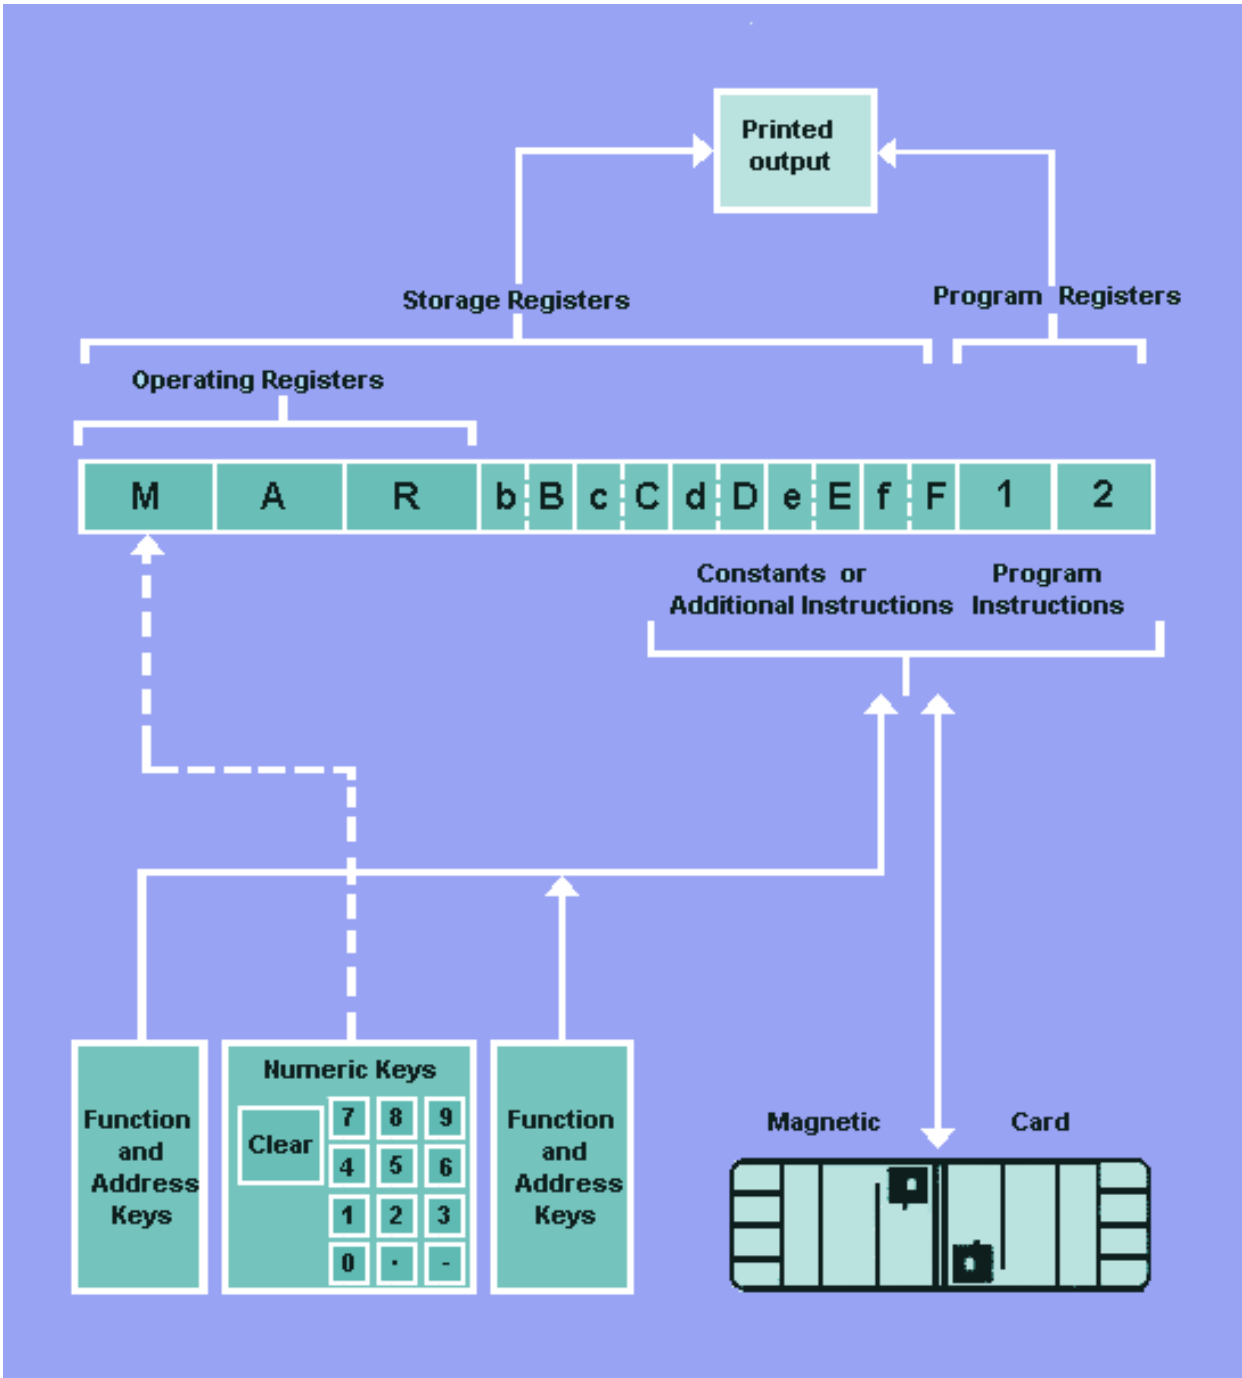 Printed
output
Storage Registers
Program Registers
Operating Registers
M A R b B c C d D e E f F 1 2
Constants or
Additional Instructions
Program
Instructions
Function
and
Address
Keys
Numeric Keys
Clear
7 8 9
4 5 6
1 2 3
0 . -
Function
and
Address
Keys
Magnetic Card